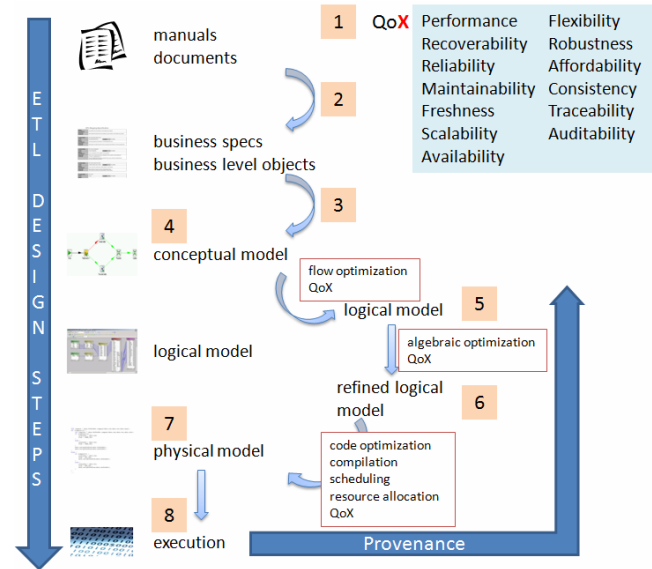 ETL DESIGN STEPS
manuals
documents
1
QoX
Performance
Recoverability
Reliability
Maintainability
Freshness
Scalability
Availability
Flexibility
Robustness
Affordability
Consistency
Traceability
Auditability
2
business specs
business level objects
3
4
conceptual model
flow optimization
QoX
logical model
5
logical model
algebraic optimization
QoX
refined logical
model
6
7
physical model
code optimization
compilation
scheduling
resource allocation
QoX
8
execution
Provenance